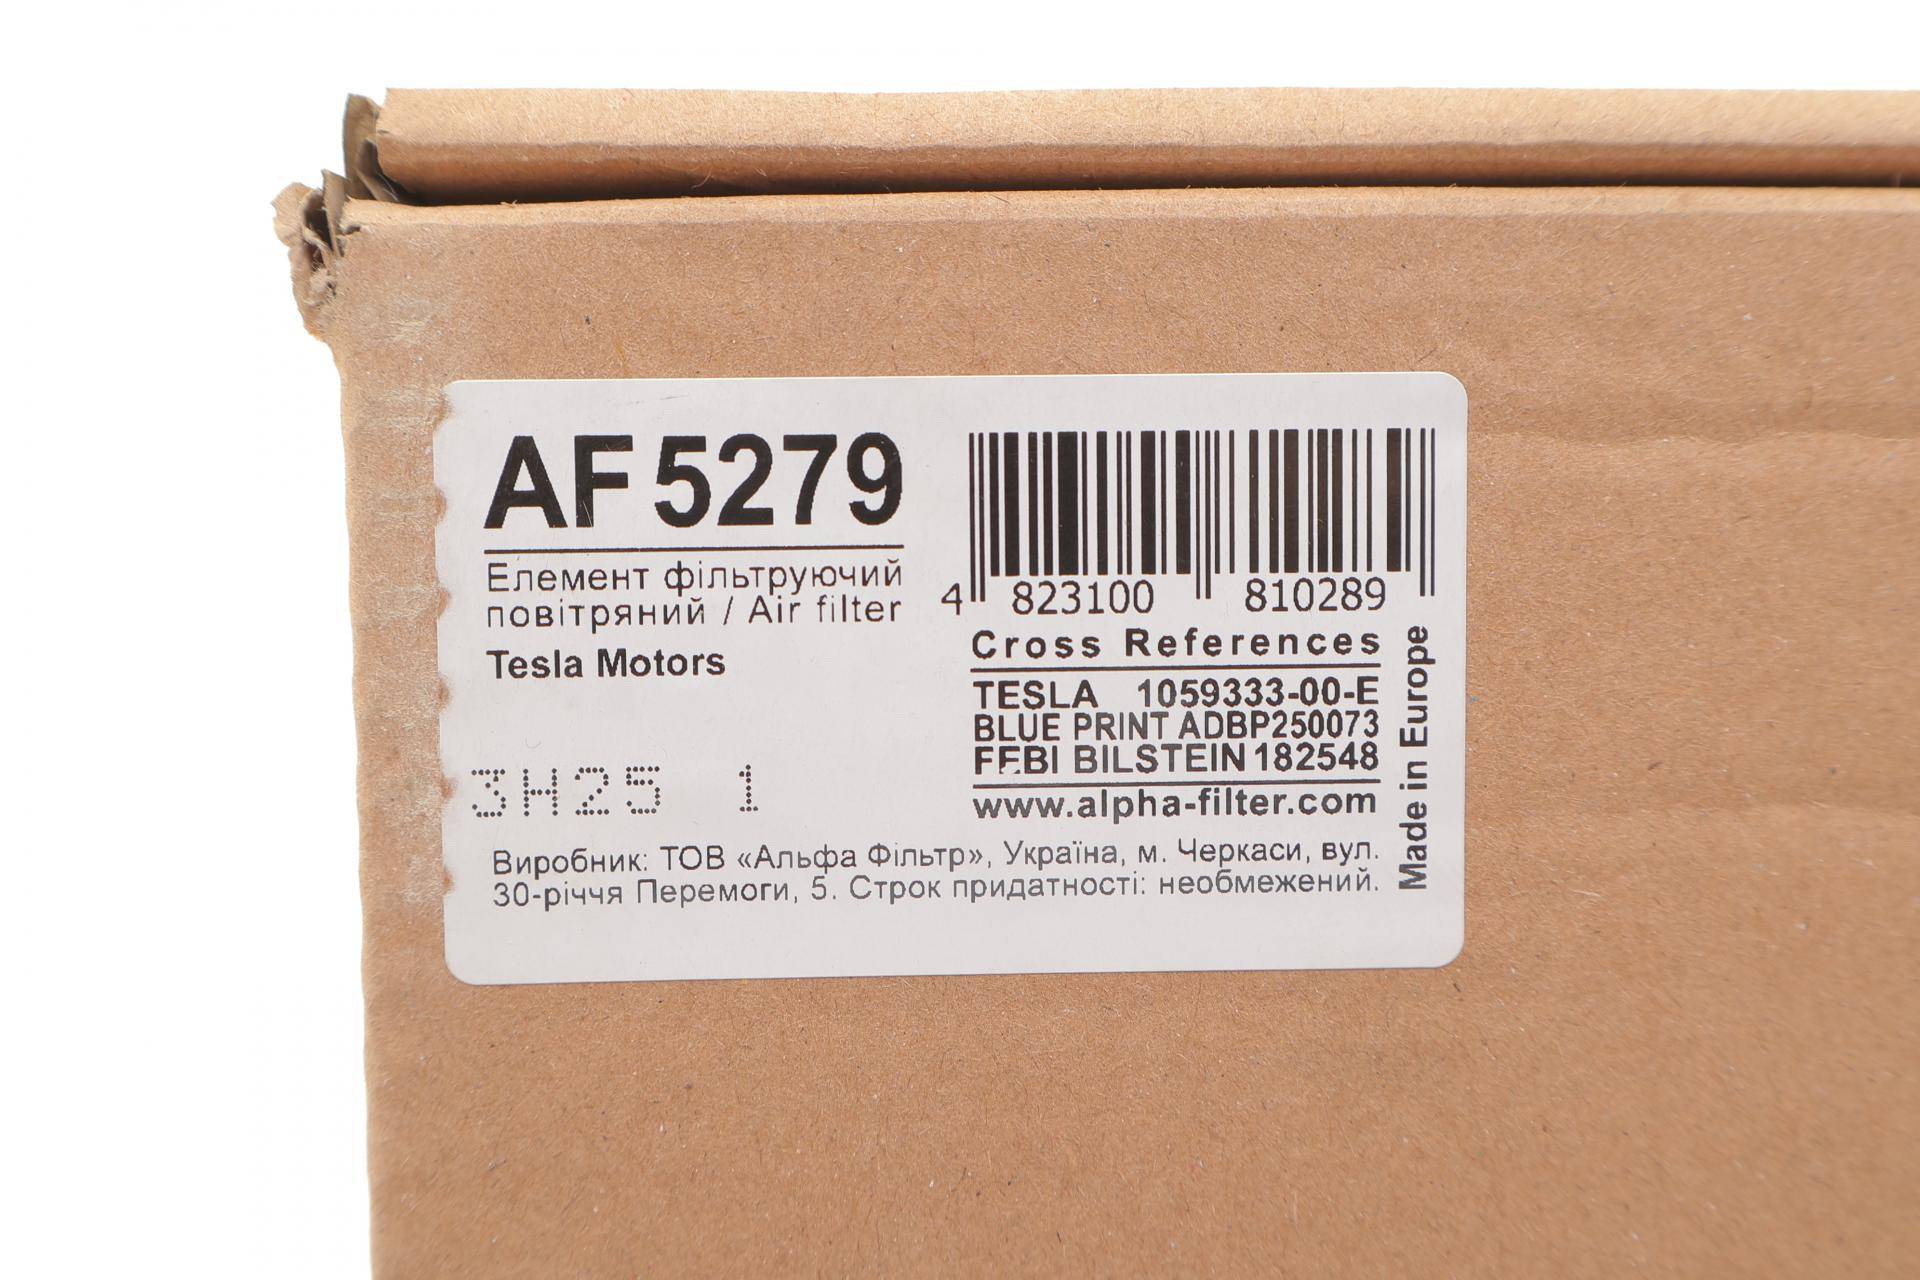 AF 5279
Елемент фільтруючий
повітряний / Air filter
Tesla Motors
3H25 1
4 823100 810289
Cross References
TESLA 1059333-00-E
BLUE PRINT ADBP250073
FEBI BILSTEIN 182548
www.alpha-filter.com
Made in Europe
Виробник: ТОВ «Альфа Фільтр», Україна, м. Черкаси, вул.
30-річчя Перемоги, 5. Строк придатності: необмежений.